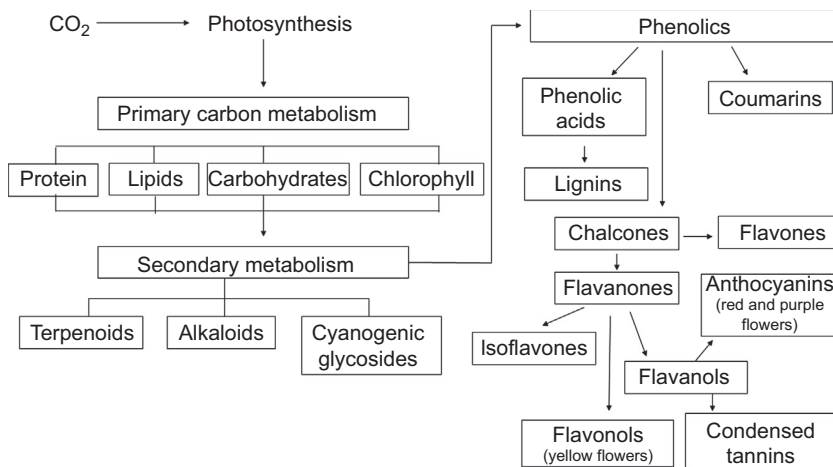 CO₂
Photosynthesis
Primary carbon metabolism
Protein
Lipids
Carbohydrates
Chlorophyll
Secondary metabolism
Terpenoids
Alkaloids
Cyanogenic
glycosides
Phenolics
Phenolic
acids
Coumarins
Lignins
Chalcones
Flavones
Flavanones
Anthocyanins
(red and purple
flowers)
Isoflavones
Flavanols
Flavonols
(yellow flowers)
Condensed
tannins